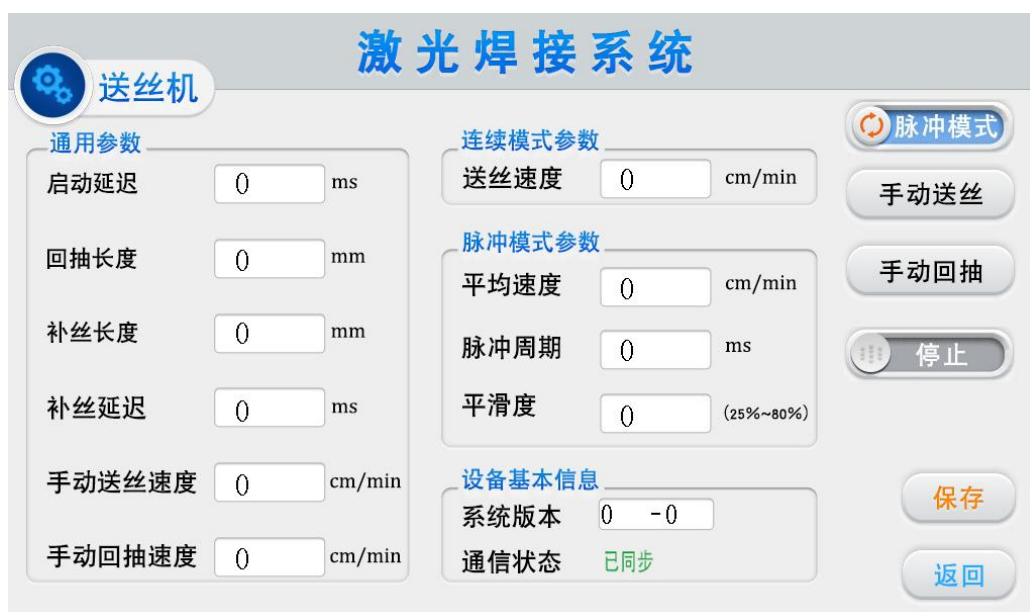 激光焊接系统
送丝机
通用参数
启动延迟 0 ms
回抽长度 0 mm
补丝长度 0 mm
补丝延迟 0 ms
手动送丝速度 0 cm/min
手动回抽速度 0 cm/min
连续模式参数
送丝速度 0 cm/min
脉冲模式参数
平均速度 0 cm/min
脉冲周期 0 ms
平滑度 0 (25%~80%)
设备基本信息
系统版本 0 -0
通信状态 已同步
脉冲模式
手动送丝
手动回抽
停止
保存
返回